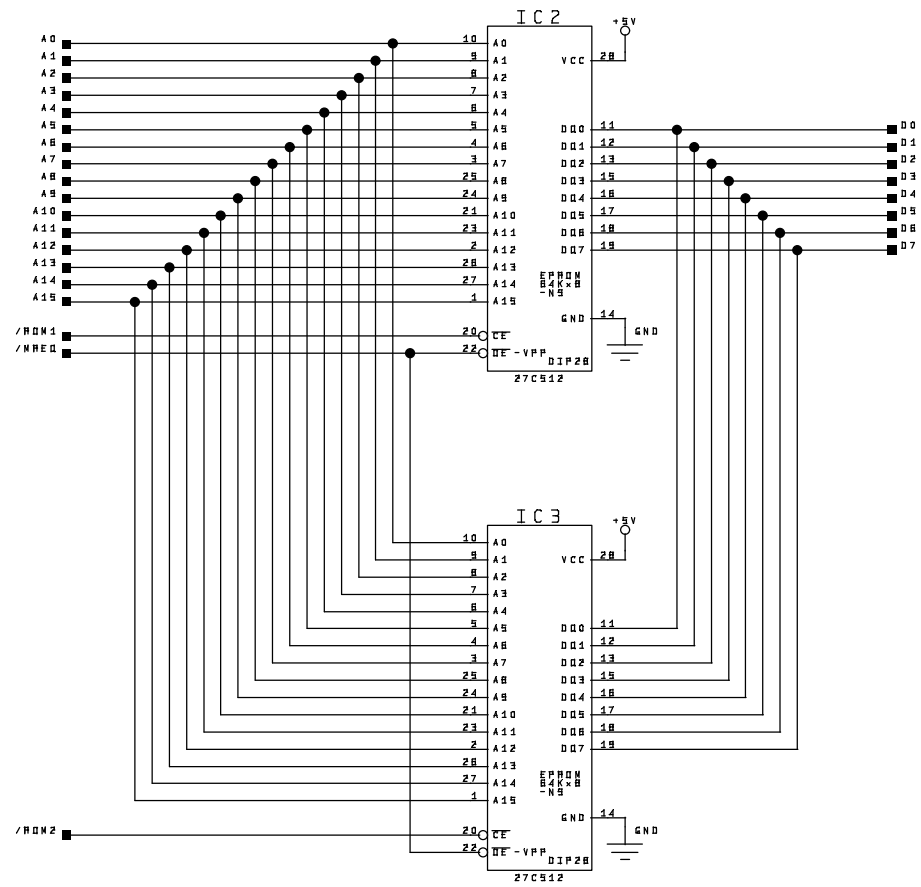 IC2
+5V
A0 10 A0
A1 9 A1 VCC 28
A2 8 A2
A3 7 A3
A4 6 A4
A5 5 A5 DQ0 11 D0
A6 4 A6 DQ1 12 D1
A7 3 A7 DQ2 13 D2
A8 25 A8 DQ3 15 D3
A9 24 A9 DQ4 16 D4
A10 21 A10 DQ5 17 D5
A11 23 A11 DQ6 18 D6
A12 2 A12 DQ7 19 D7
A13 26 A13
A14 27 A14
A15 1 A15
EPROM
64Kx8
-NS
GND 14 GND
/ROM1 20 CE
/MREQ 22 OE-VPP
DIP28
27C512
IC3
+5V
10 A0
9 A1 VCC 28
8 A2
7 A3
6 A4
5 A5 DQ0 11
4 A6 DQ1 12
3 A7 DQ2 13
25 A8 DQ3 15
24 A9 DQ4 16
21 A10 DQ5 17
23 A11 DQ6 18
2 A12 DQ7 19
26 A13
27 A14
1 A15
EPROM
64Kx8
-NS
GND 14 GND
/ROM2 20 CE
22 OE-VPP
DIP28
27C512